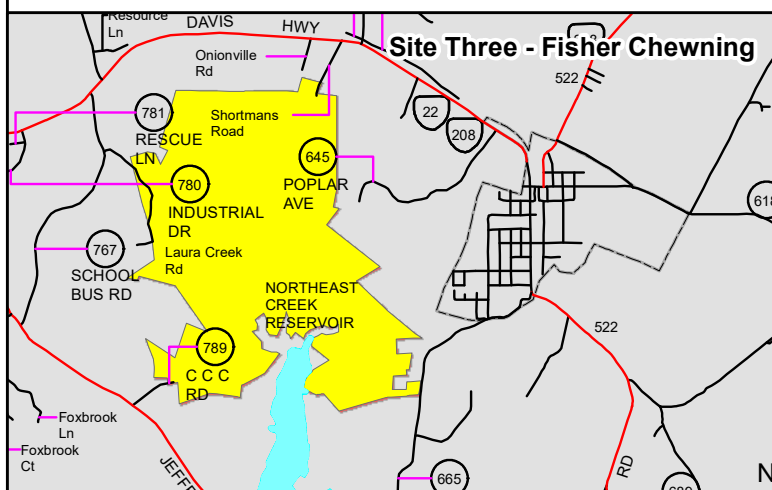 Resource
Ln
DAVIS
HWY
Site Three - Fisher Chewning
Onionville
Rd
522
22
208
781
RESCUE
LN
Shortmans
Road
645
POPLAR
AVE
780
INDUSTRIAL
DR
618
767
SCHOOL
BUS RD
Laura Creek
Rd
NORTHEAST
CREEK
RESERVOIR
789
C C C
RD
522
Foxbrook
Ln
Foxbrook
Ct
RD
665
N